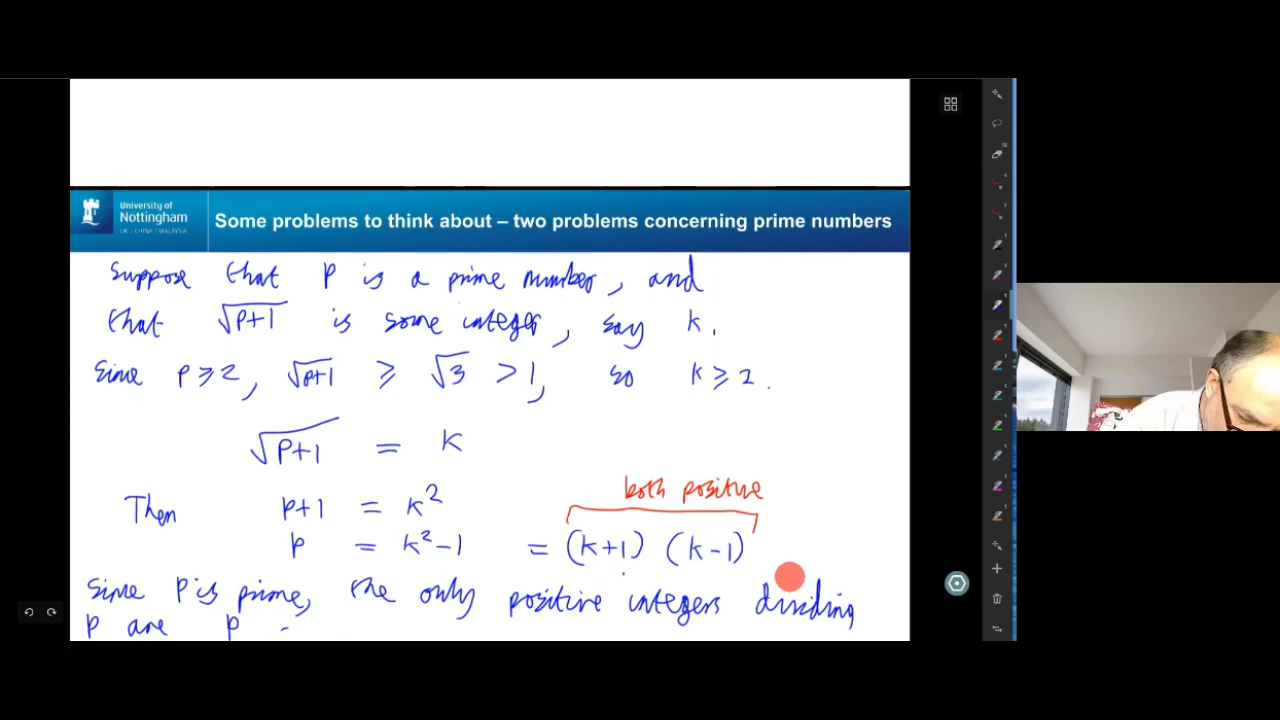 University of
Nottingham
UK | CHINA | MALAYSIA
Some problems to think about – two problems concerning prime numbers
Suppose that p is a prime number, and
that √p+1 is some integer, say k.
Since p ≥ 2, √p+1 ≥ √3 > 1, so k ≥ 2.
√p+1 = k
both positive
Then p+1 = k²
p = k²-1 = (k+1) (k-1)
Since p is prime, the only positive integers dividing
p are p